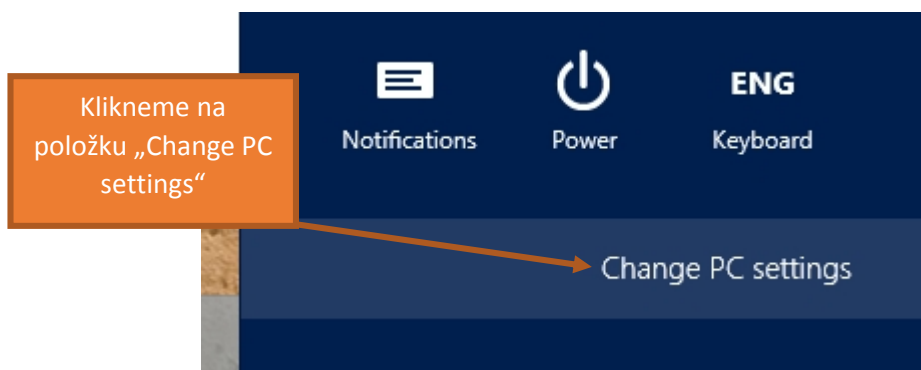 Klikneme na
položku „Change PC
settings“
Notifications
Power
ENG
Keyboard
Change PC settings